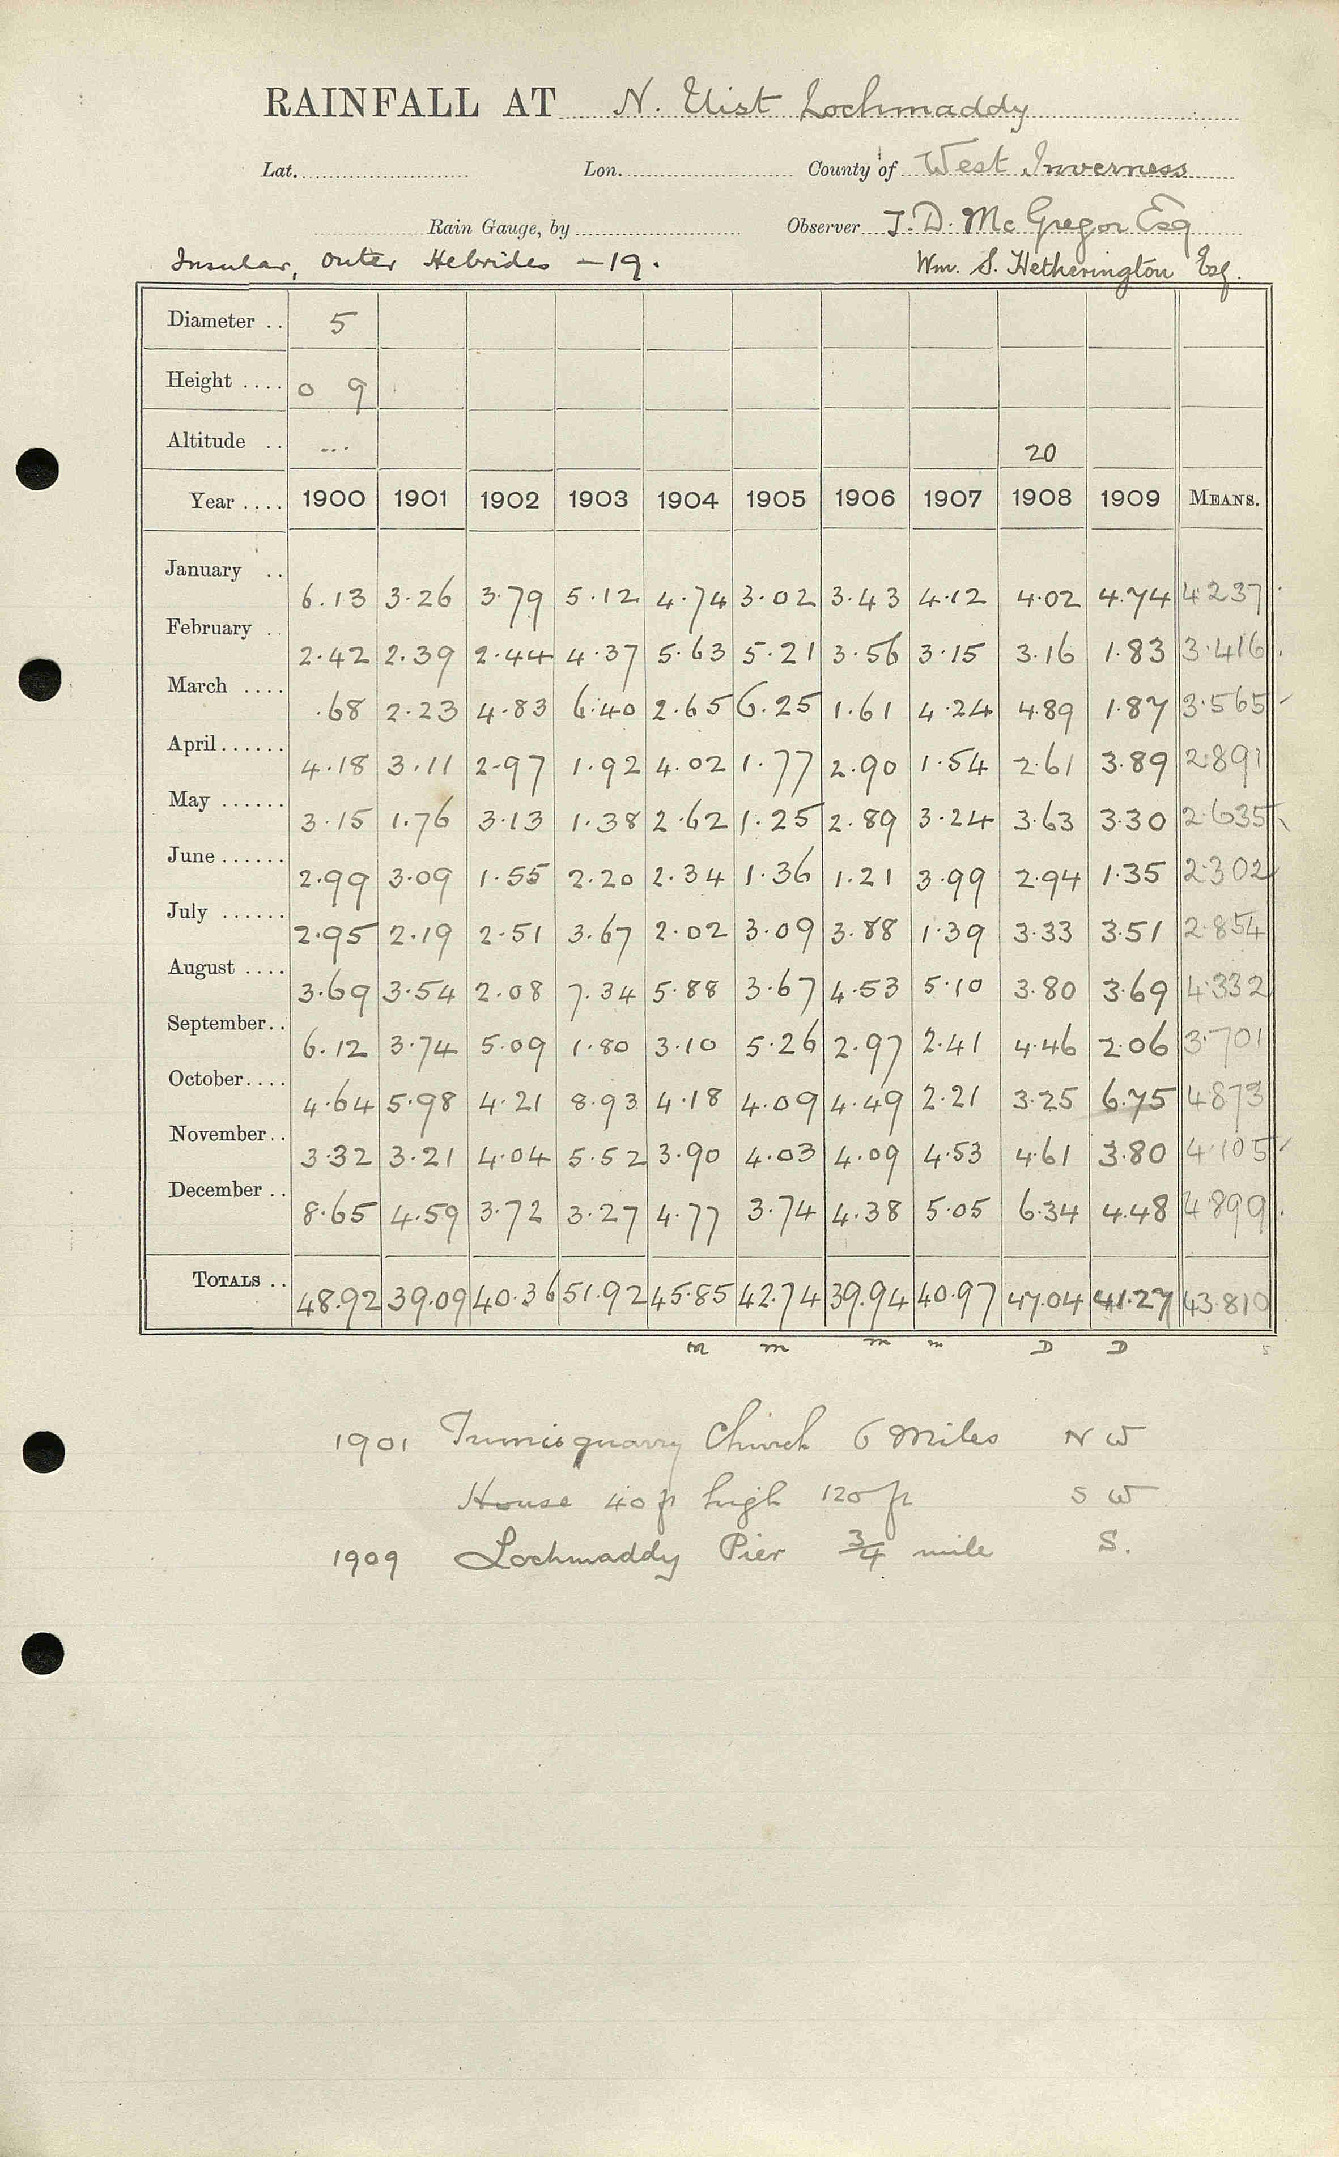 RAINFALL AT N. Uist Lochmaddy
Lat. Lon. County of West Inverness
Rain Gauge, by Observer J. D. McGregor Esq
Insular, Outer Hebrides — 19. Wm. S. Hetherington Esq.
Diameter .. 5
Height .... 0 9
Altitude .. ... 20
Year .... 1900 1901 1902 1903 1904 1905 1906 1907 1908 1909 MEANS.
January .. 6.13 3.26 3.79 5.12 4.74 3.02 3.43 4.12 4.02 4.74 4.237
February .. 2.42 2.39 2.44 4.37 5.63 5.21 3.56 3.15 3.16 1.83 3.416
March .... .68 2.23 4.83 6.40 2.65 6.25 1.61 4.24 4.89 1.87 3.565
April...... 4.18 3.11 2.97 1.92 4.02 1.77 2.90 1.54 2.61 3.89 2.891
May ...... 3.15 1.76 3.13 1.38 2.62 1.25 2.89 3.24 3.63 3.30 2.635
June...... 2.99 3.09 1.55 2.20 2.34 1.36 1.21 3.99 2.94 1.35 2.302
July ...... 2.95 2.19 2.51 3.67 2.02 3.09 3.88 1.39 3.33 3.51 2.854
August .... 3.69 3.54 2.08 7.34 5.88 3.67 4.53 5.10 3.80 3.69 4.332
September.. 6.12 3.74 5.09 1.80 3.10 5.26 2.97 2.41 4.46 2.06 3.701
October.... 4.64 5.98 4.21 8.93 4.18 4.09 4.49 2.21 3.25 6.75 4.873
November.. 3.32 3.21 4.04 5.52 3.90 4.03 4.09 4.53 4.61 3.80 4.105
December .. 8.65 4.59 3.72 3.27 4.77 3.74 4.38 5.05 6.34 4.48 4.899
TOTALS .. 48.92 39.09 40.36 51.92 45.85 42.74 39.94 40.97 47.04 41.27 43.810
m m m m D D
1901 Church 6 Miles N W
House 40 ft high 120 ft S W
1909 Lochmaddy Pier 3/4 mile S.